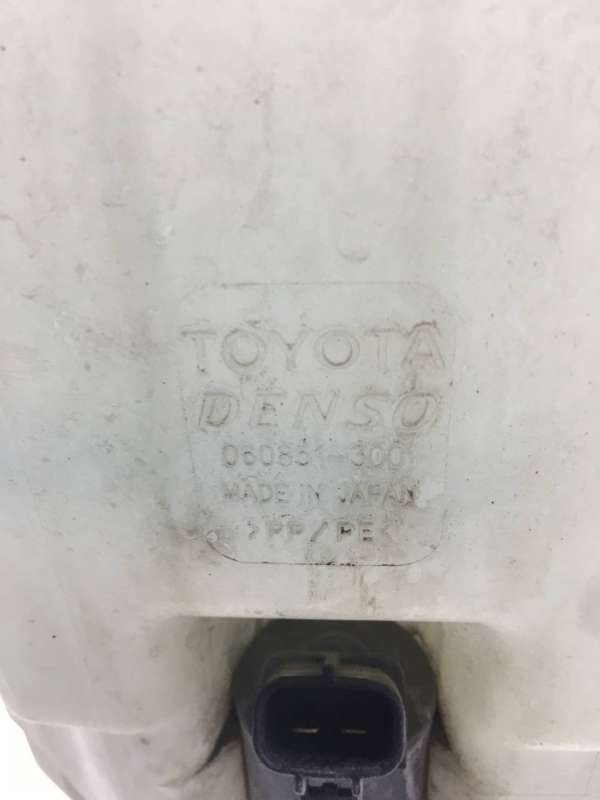 TOYOTA
DENSO
060851-300
MADE IN JAPAN
>PP/PE<